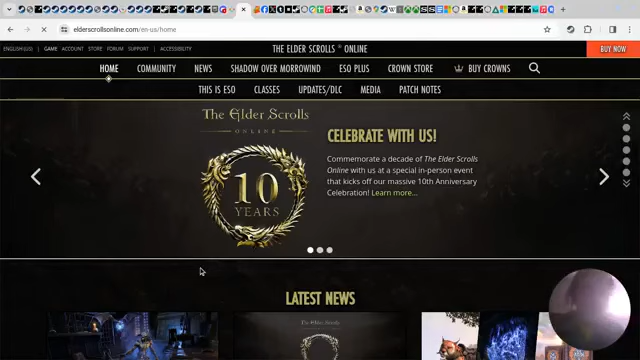 elderscrollsonline.com/en-us/home
ENGLISH (US) | GAME ACCOUNT STORE FORUM SUPPORT | ACCESSIBILITY
THE ELDER SCROLLS ONLINE
BUY NOW
HOME COMMUNITY NEWS SHADOW OVER MORROWIND ESO PLUS CROWN STORE BUY CROWNS
THIS IS ESO CLASSES UPDATES/DLC MEDIA PATCH NOTES
The Elder Scrolls
ONLINE
10
YEARS
CELEBRATE WITH US!
Commemorate a decade of The Elder Scrolls
Online with us at a special in-person event
that kicks off our massive 10th Anniversary
Celebration! Learn more...
LATEST NEWS
The Elder Scrolls